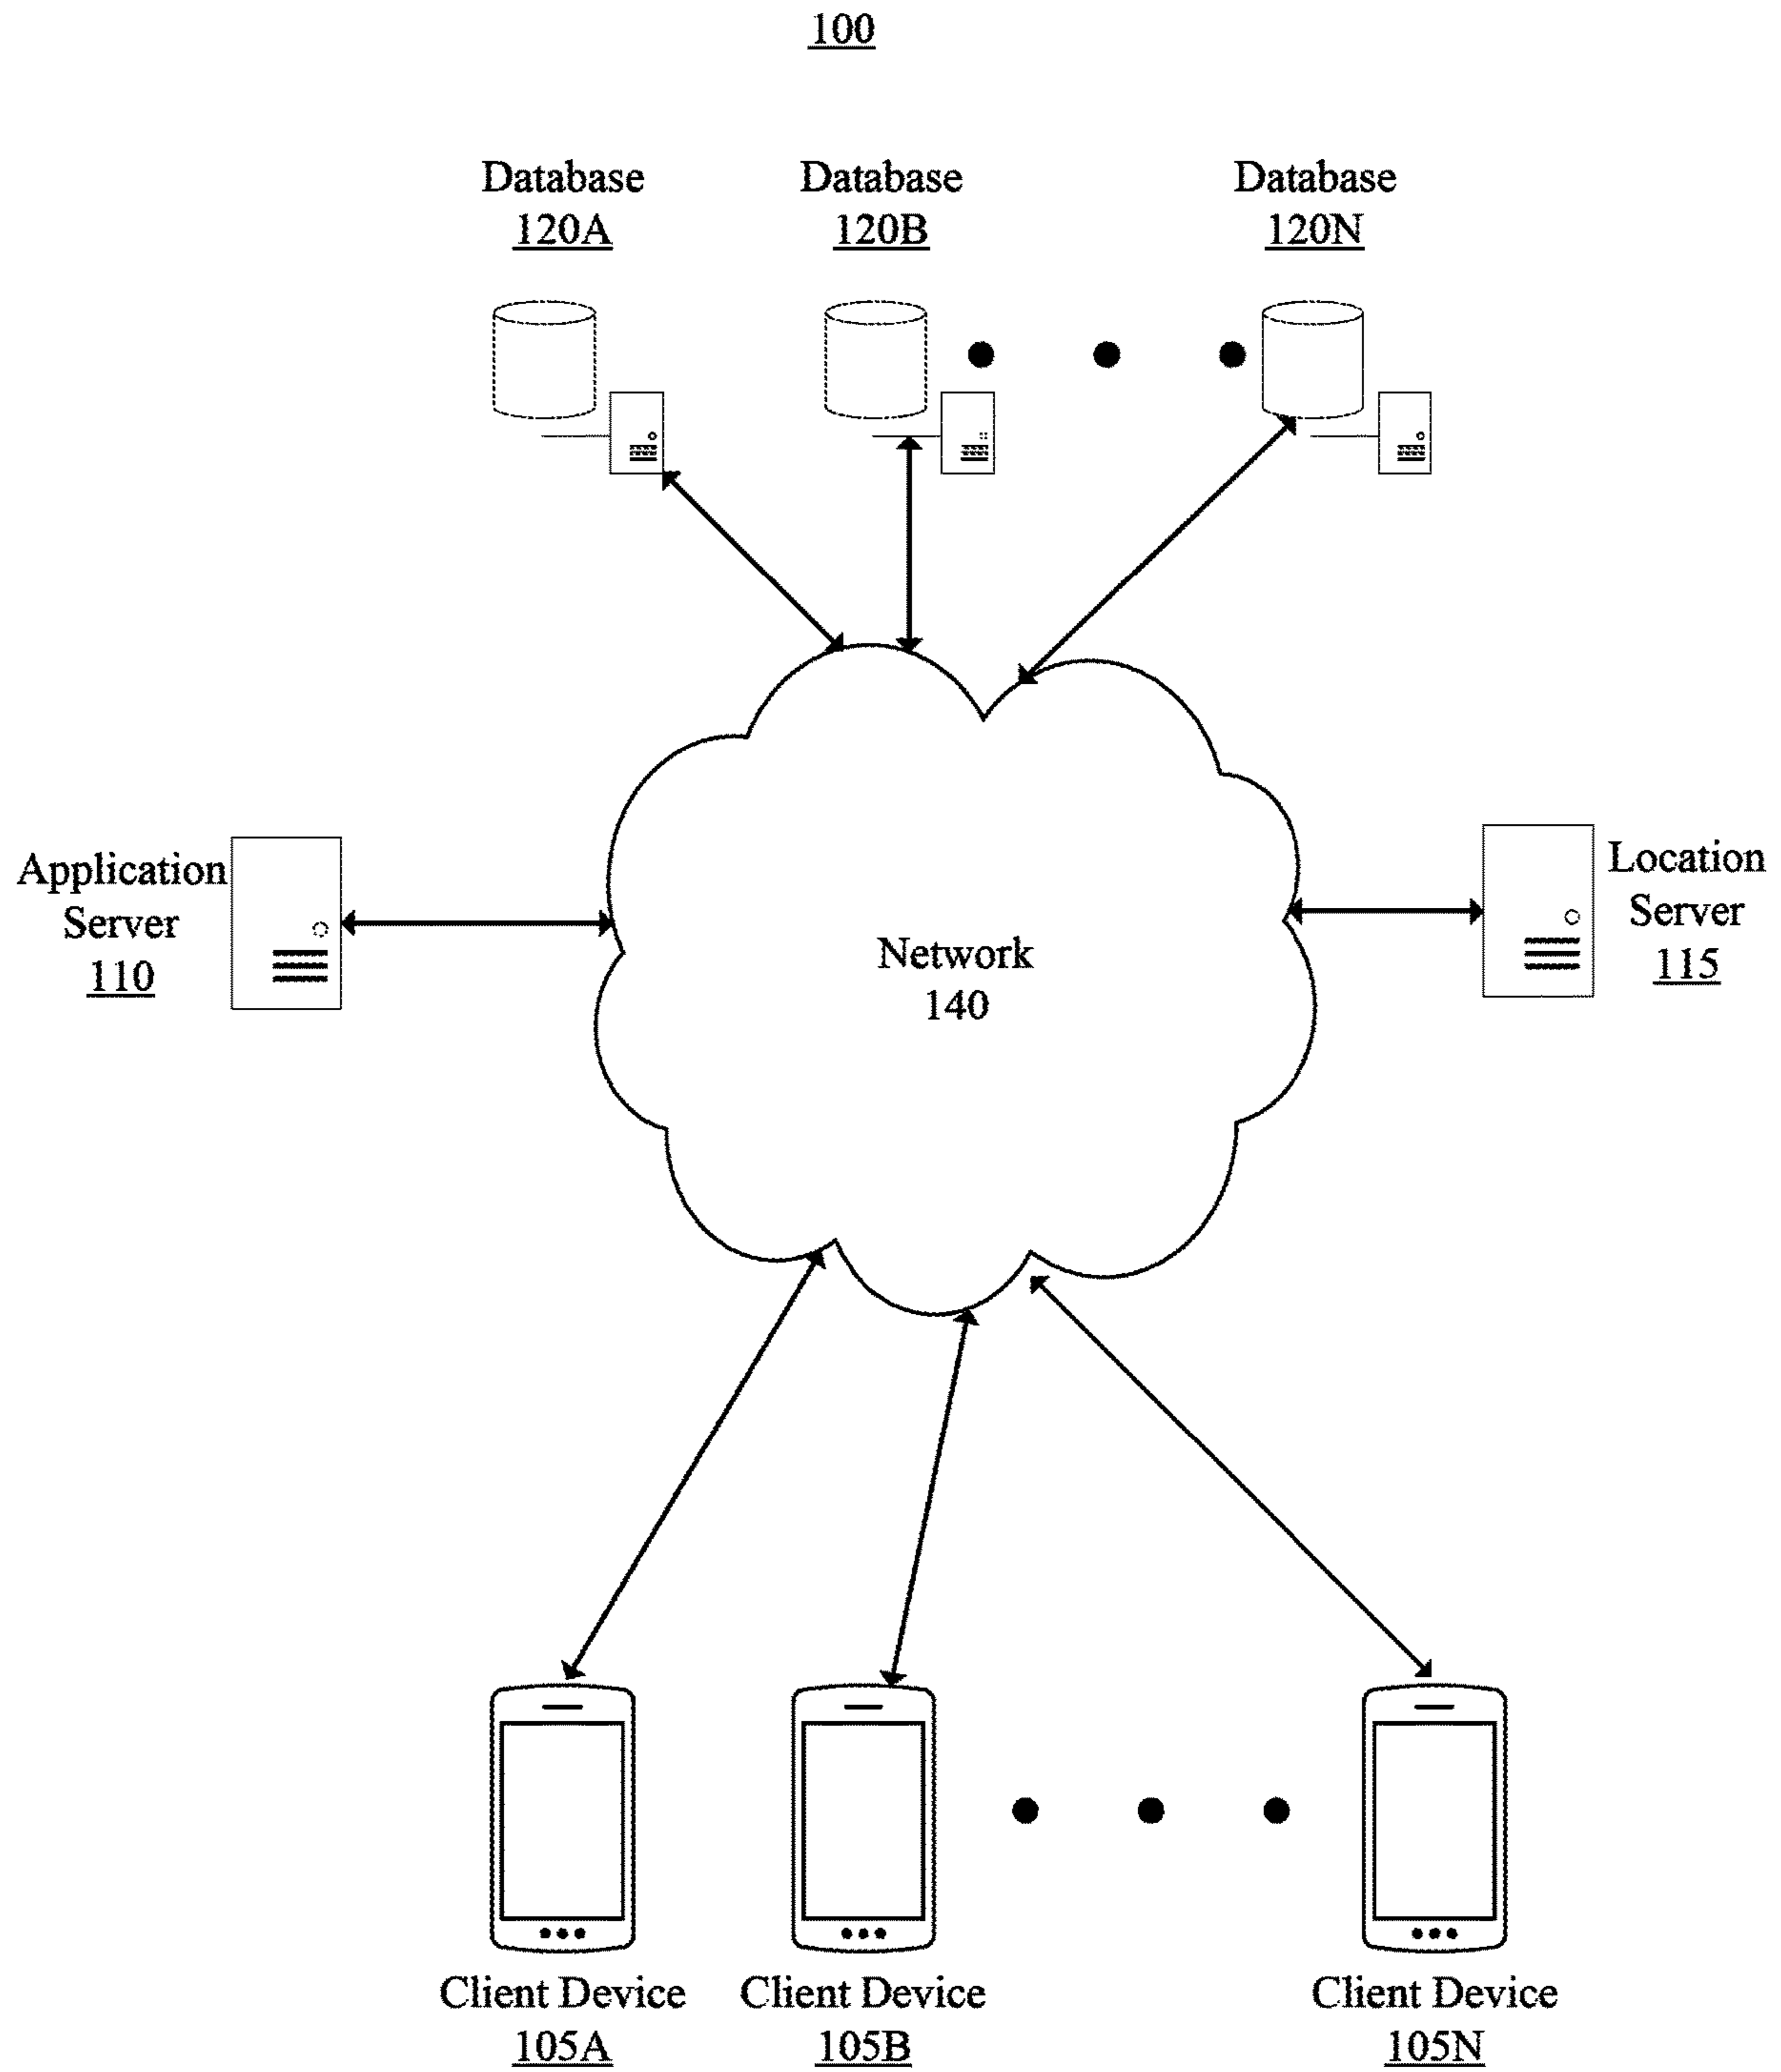 100
Database
120A
Database
120B
Database
120N
Application
Server
110
Network
140
Location
Server
115
Client Device
105A
Client Device
105B
Client Device
105N